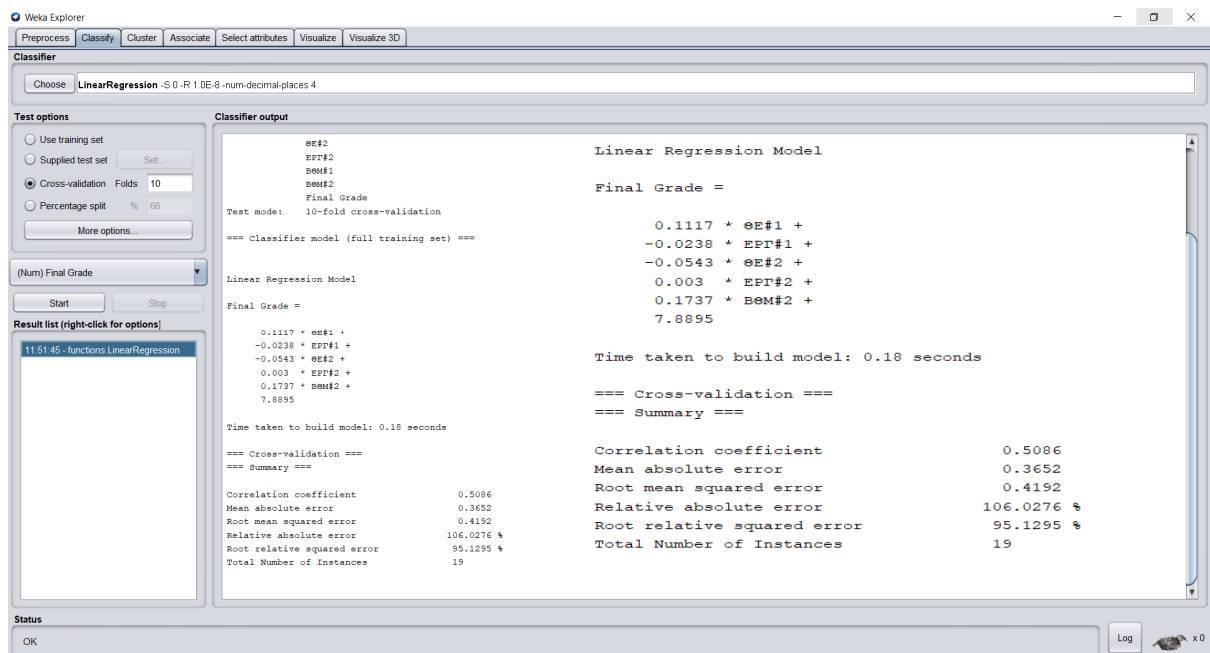 Weka Explorer
Preprocess Classify Cluster Associate Select attributes Visualize Visualize 3D
Classifier
Choose LinearRegression -S 0 -R 1.0E-8 -num-decimal-places 4
Test options
Use training set
Supplied test set Set...
Cross-validation Folds 10
Percentage split % 66
More options...
(Num) Final Grade
Start Stop
Result list (right-click for options)
11:51:45 - functions.LinearRegression
Classifier output
ΘΕ#2
ΕΡΓ#2
ΒΘΜ#1
ΒΘΜ#2
Final Grade
Test mode: 10-fold cross-validation
=== Classifier model (full training set) ===
Linear Regression Model
Final Grade =
0.1117 * ΘΕ#1 +
-0.0238 * ΕΡΓ#1 +
-0.0543 * ΘΕ#2 +
0.003 * ΕΡΓ#2 +
0.1737 * ΒΘΜ#2 +
7.8895
Time taken to build model: 0.18 seconds
=== Cross-validation ===
=== Summary ===
Correlation coefficient 0.5086
Mean absolute error 0.3652
Root mean squared error 0.4192
Relative absolute error 106.0276 %
Root relative squared error 95.1295 %
Total Number of Instances 19
Linear Regression Model
Final Grade =
0.1117 * ΘΕ#1 +
-0.0238 * ΕΡΓ#1 +
-0.0543 * ΘΕ#2 +
0.003 * ΕΡΓ#2 +
0.1737 * ΒΘΜ#2 +
7.8895
Time taken to build model: 0.18 seconds
=== Cross-validation ===
=== Summary ===
Correlation coefficient 0.5086
Mean absolute error 0.3652
Root mean squared error 0.4192
Relative absolute error 106.0276 %
Root relative squared error 95.1295 %
Total Number of Instances 19
Status
OK
Log x 0